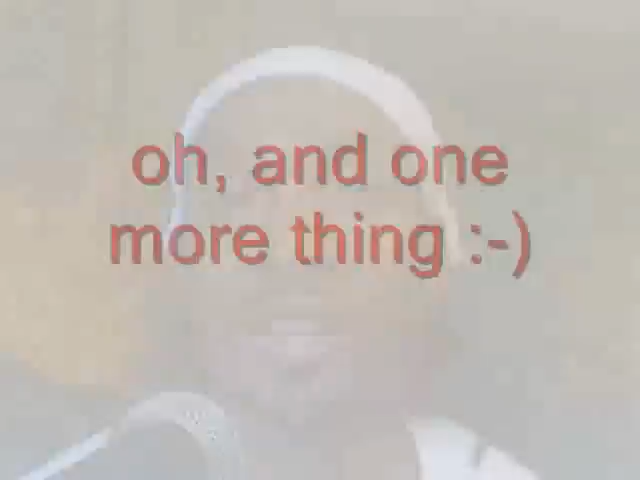 oh, and one
more thing :-)